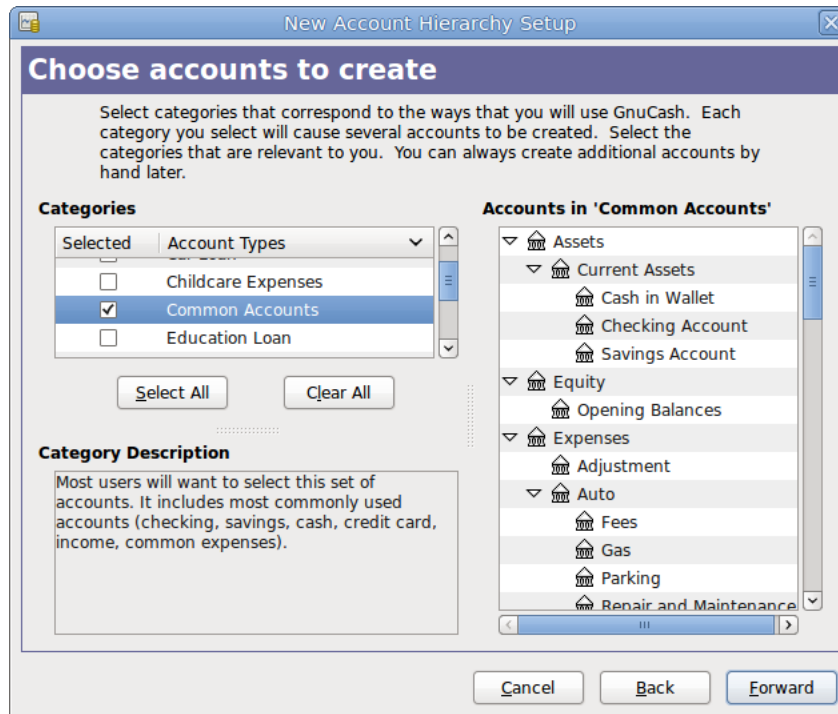 New Account Hierarchy Setup
Choose accounts to create
Select categories that correspond to the ways that you will use GnuCash. Each
category you select will cause several accounts to be created. Select the
categories that are relevant to you. You can always create additional accounts by
hand later.
Categories
Selected Account Types
Car Loan
Childcare Expenses
Common Accounts
Education Loan
Select All Clear All
Category Description
Most users will want to select this set of
accounts. It includes most commonly used
accounts (checking, savings, cash, credit card,
income, common expenses).
Accounts in 'Common Accounts'
Assets
Current Assets
Cash in Wallet
Checking Account
Savings Account
Equity
Opening Balances
Expenses
Adjustment
Auto
Fees
Gas
Parking
Repair and Maintenance
Cancel Back Forward